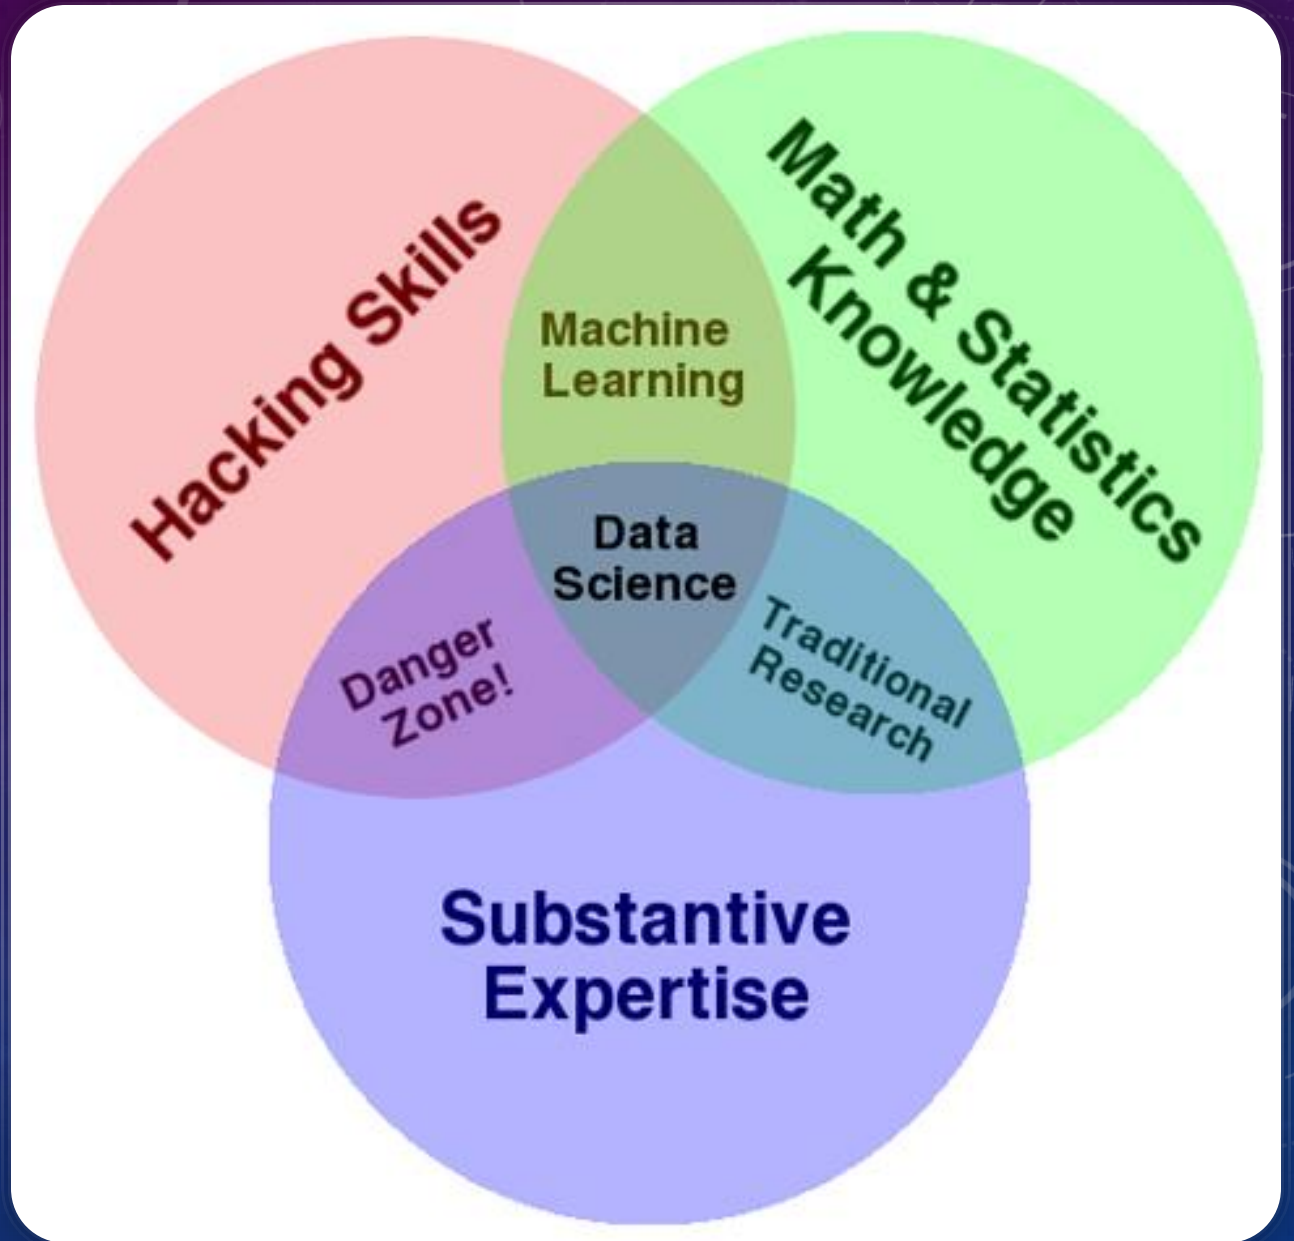 Hacking Skills
Math & Statistics
Knowledge
Machine
Learning
Data
Science
Danger
Zone!
Traditional
Research
Substantive
Expertise